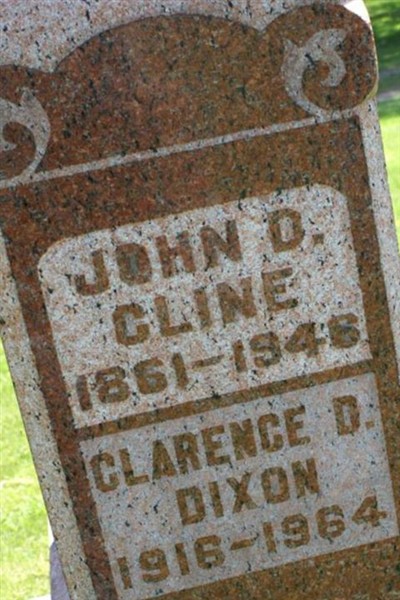 JOHN D.
CLINE
1861-1946
CLARENCE D.
DIXON
1916-1964